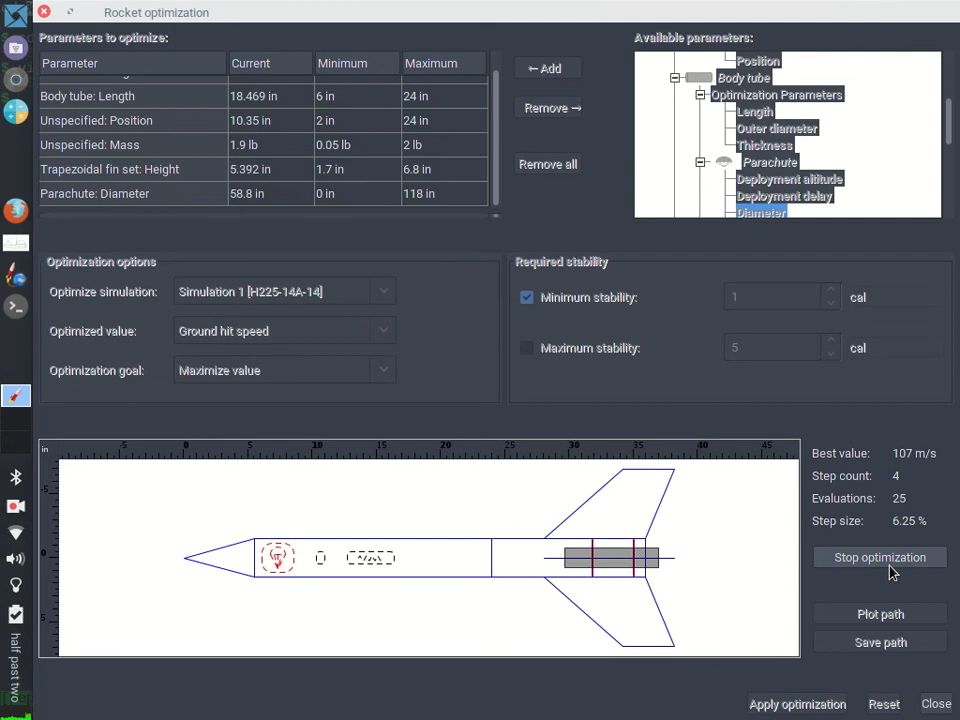 Rocket optimization
Parameters to optimize:
Available parameters:
Parameter Current Minimum Maximum
Body tube: Length 18.469 in 6 in 24 in
Unspecified: Position 10.35 in 2 in 24 in
Unspecified: Mass 1.9 lb 0.05 lb 2 lb
Trapezoidal fin set: Height 5.392 in 1.7 in 6.8 in
Parachute: Diameter 58.8 in 0 in 118 in
← Add
Remove →
Remove all
Position
Body tube
Optimization Parameters
Length
Outer diameter
Thickness
Parachute
Deployment altitude
Deployment delay
Diameter
Optimization options
Optimize simulation: Simulation 1 [H225-14A-14]
Optimized value: Ground hit speed
Optimization goal: Maximize value
Required stability
Minimum stability: 1 cal
Maximum stability: 5 cal
in -5 0 5 10 15 20 25 30 35 40 45
-5
0
5
Best value: 107 m/s
Step count: 4
Evaluations: 25
Step size: 6.25 %
Stop optimization
Plot path
Save path
Apply optimization Reset Close
half past two